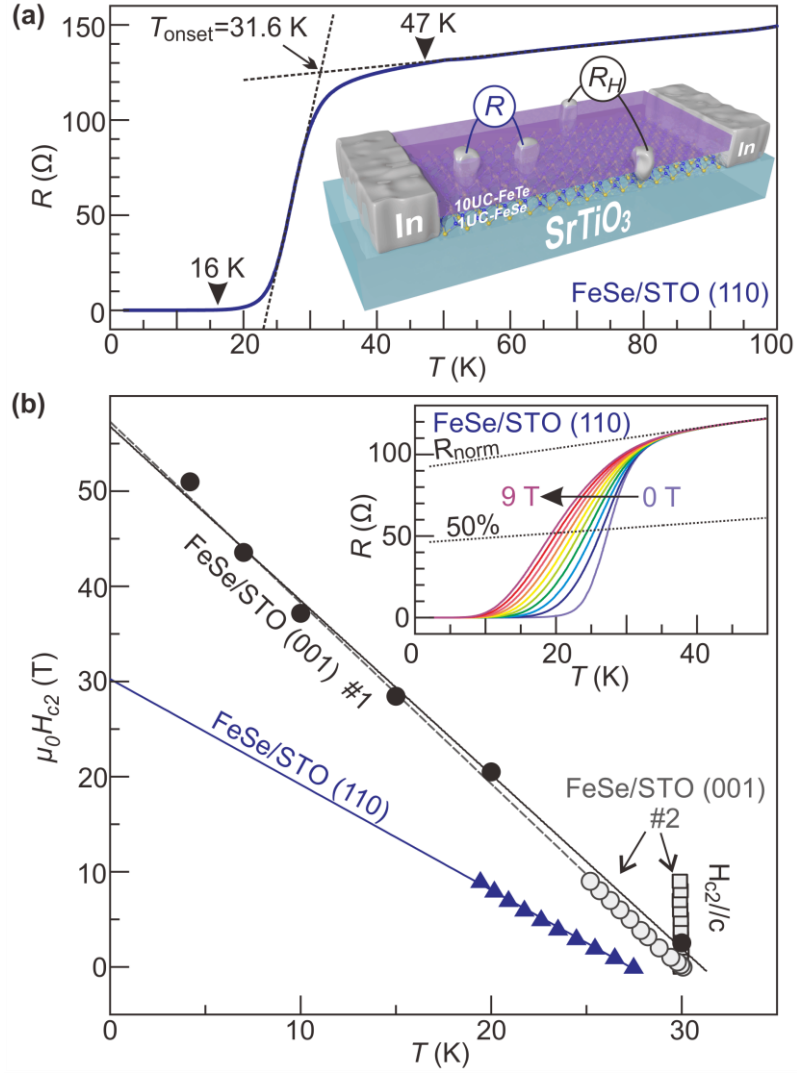 (a)
150
100
50
0
R (Ω)
T_onset=31.6 K
47 K
16 K
R
R_H
In
In
10UC-FeTe
1UC-FeSe
SrTiO₃
FeSe/STO (110)
0 20 40 60 80 100
T (K)
(b)
50
40
30
20
10
0
μ₀H_c2 (T)
FeSe/STO (001) #1
FeSe/STO (110)
FeSe/STO (110)
R_norm
9 T
0 T
50%
100
50
0
R (Ω)
0 20 40
T (K)
FeSe/STO (001)
#2
H_c2//c
0 10 20 30
T (K)